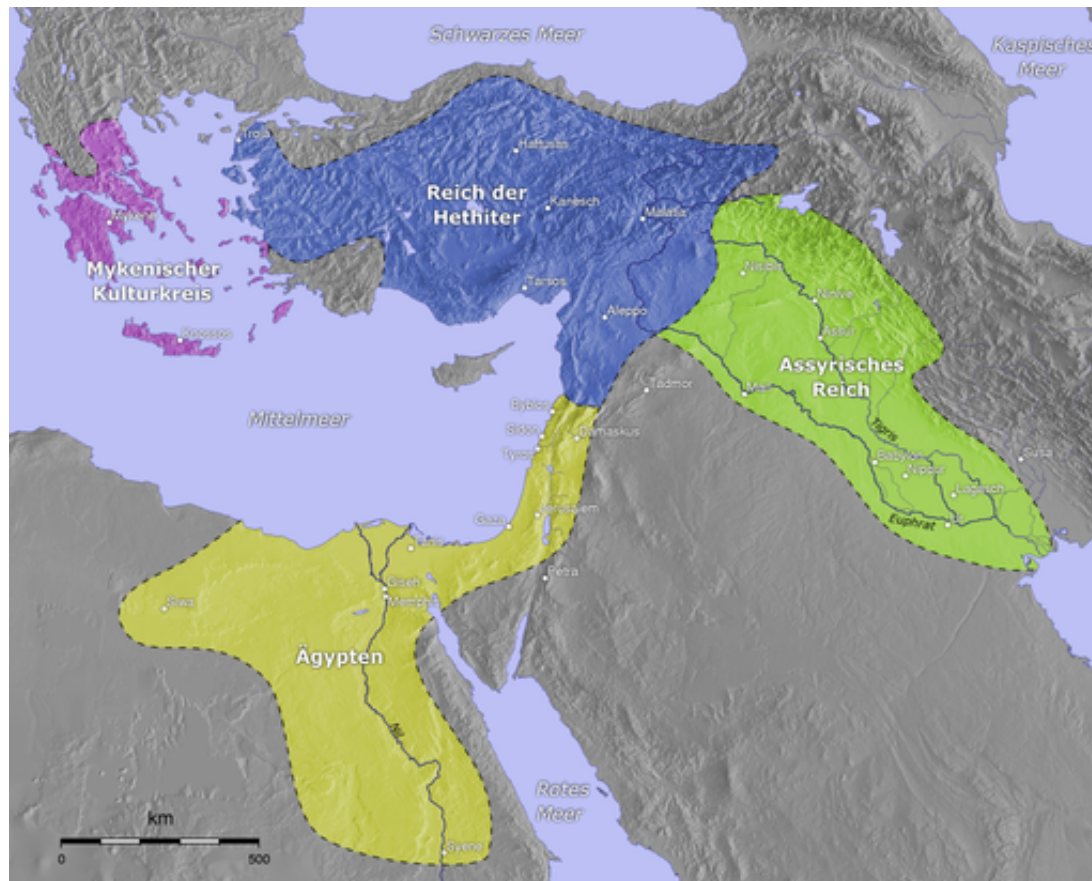 Schwarzes Meer
Kaspisches
Meer
Troja
Hattusa
Reich der
Hethiter
Kanesch
Malatia
Mykene
Mykenischer
Kulturkreis
Nisibis
Ninive
Tarsos
Aleppo
Assur
Knossos
Assyrisches
Reich
Tadmor
Mari
Mittelmeer
Byblos
Sidon
Damaskus
Tyros
Tigris
Babylon
Susa
Nippur
Lagasch
Gaza
Jerusalem
Euphrat
Petra
Giseh
Memphis
Siwa
Ägypten
Nil
Rotes
Meer
km
0
500
Syene